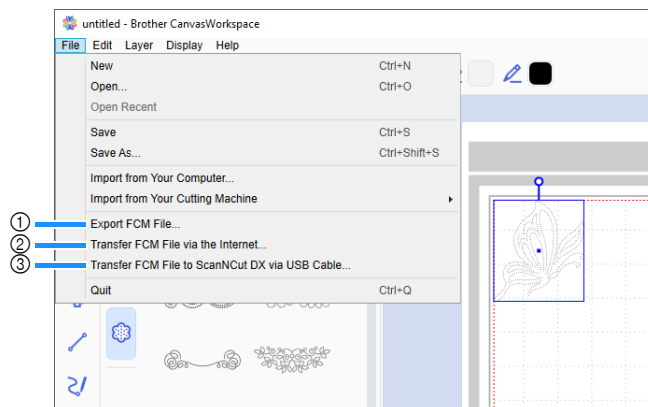 untitled - Brother CanvasWorkspace
File Edit Layer Display Help
New Ctrl+N
Open... Ctrl+O
Open Recent
Save Ctrl+S
Save As... Ctrl+Shift+S
Import from Your Computer...
Import from Your Cutting Machine
① Export FCM File...
② Transfer FCM File via the Internet...
③ Transfer FCM File to ScanNCut DX via USB Cable...
Quit Ctrl+Q